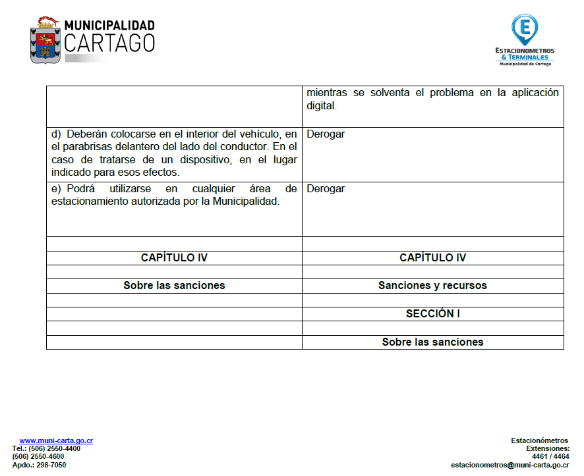 MUNICIPALIDAD
CARTAGO
E
ESTACIONÓMETROS
& TERMINALES
Municipalidad de Cartago
mientras se solventa el problema en la aplicación
digital.
d) Deberán colocarse en el interior del vehículo, en
el parabrisas delantero del lado del conductor. En el
caso de tratarse de un dispositivo, en el lugar
indicado para esos efectos.
Derogar
e) Podrá utilizarse en cualquier área de
estacionamiento autorizada por la Municipalidad.
Derogar
CAPÍTULO IV
CAPÍTULO IV
Sobre las sanciones
Sanciones y recursos
SECCIÓN I
Sobre las sanciones
www.muni-carta.go.cr
Tel.: (506) 2550-4400
(506) 2550-4600
Apdo.: 298-7050
Estacionómetros
Extensiones:
4461 / 4464
estacionometros@muni-carta.go.cr